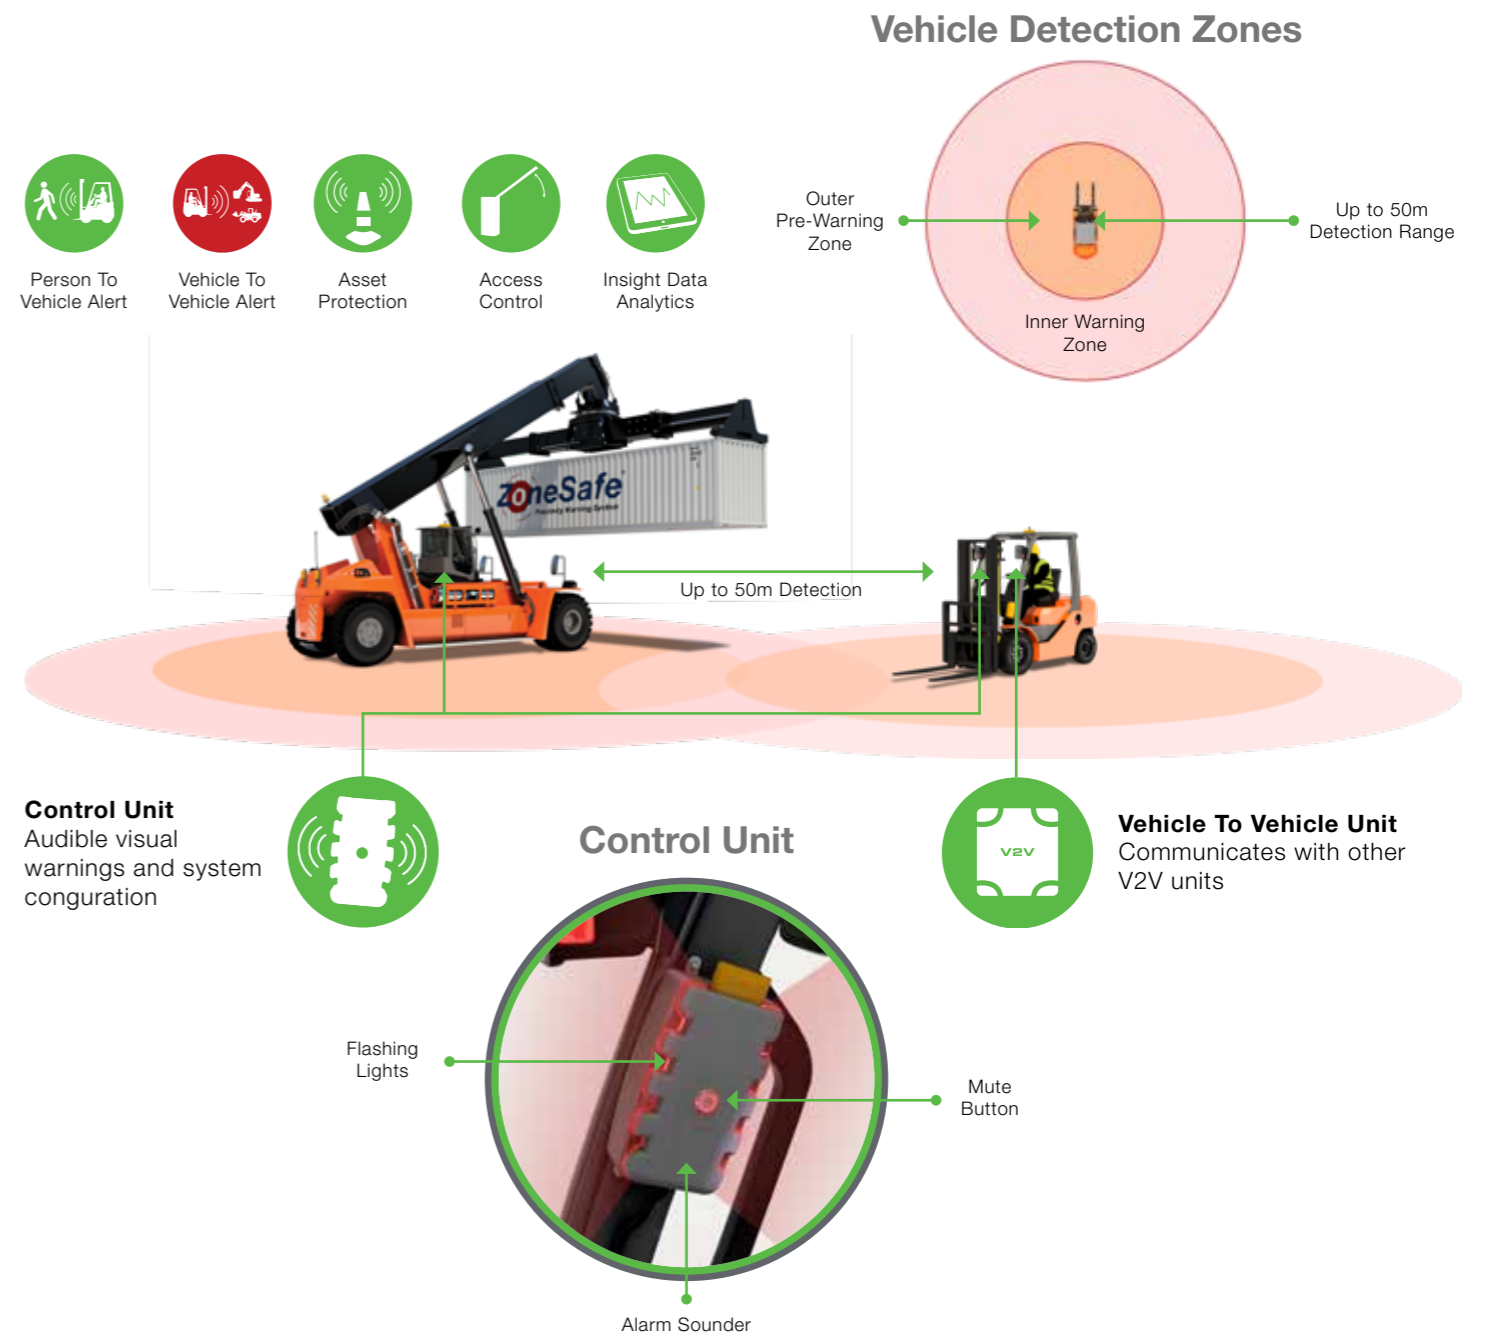 Vehicle Detection Zones
Person To
Vehicle Alert
Vehicle To
Vehicle Alert
Asset
Protection
Access
Control
Insight Data
Analytics
Outer
Pre-Warning
Zone
Up to 50m
Detection Range
Inner Warning
Zone
ZoneSafe
Proximity Warning System
Up to 50m Detection
Control Unit
Audible visual
warnings and system
conguration
V2V
Vehicle To Vehicle Unit
Communicates with other
V2V units
Control Unit
Flashing
Lights
Mute
Button
Alarm Sounder